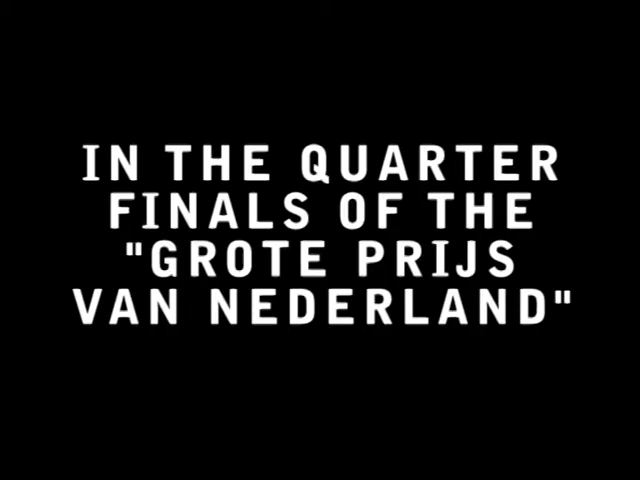 IN THE QUARTER
FINALS OF THE
"GROTE PRIJS
VAN NEDERLAND"